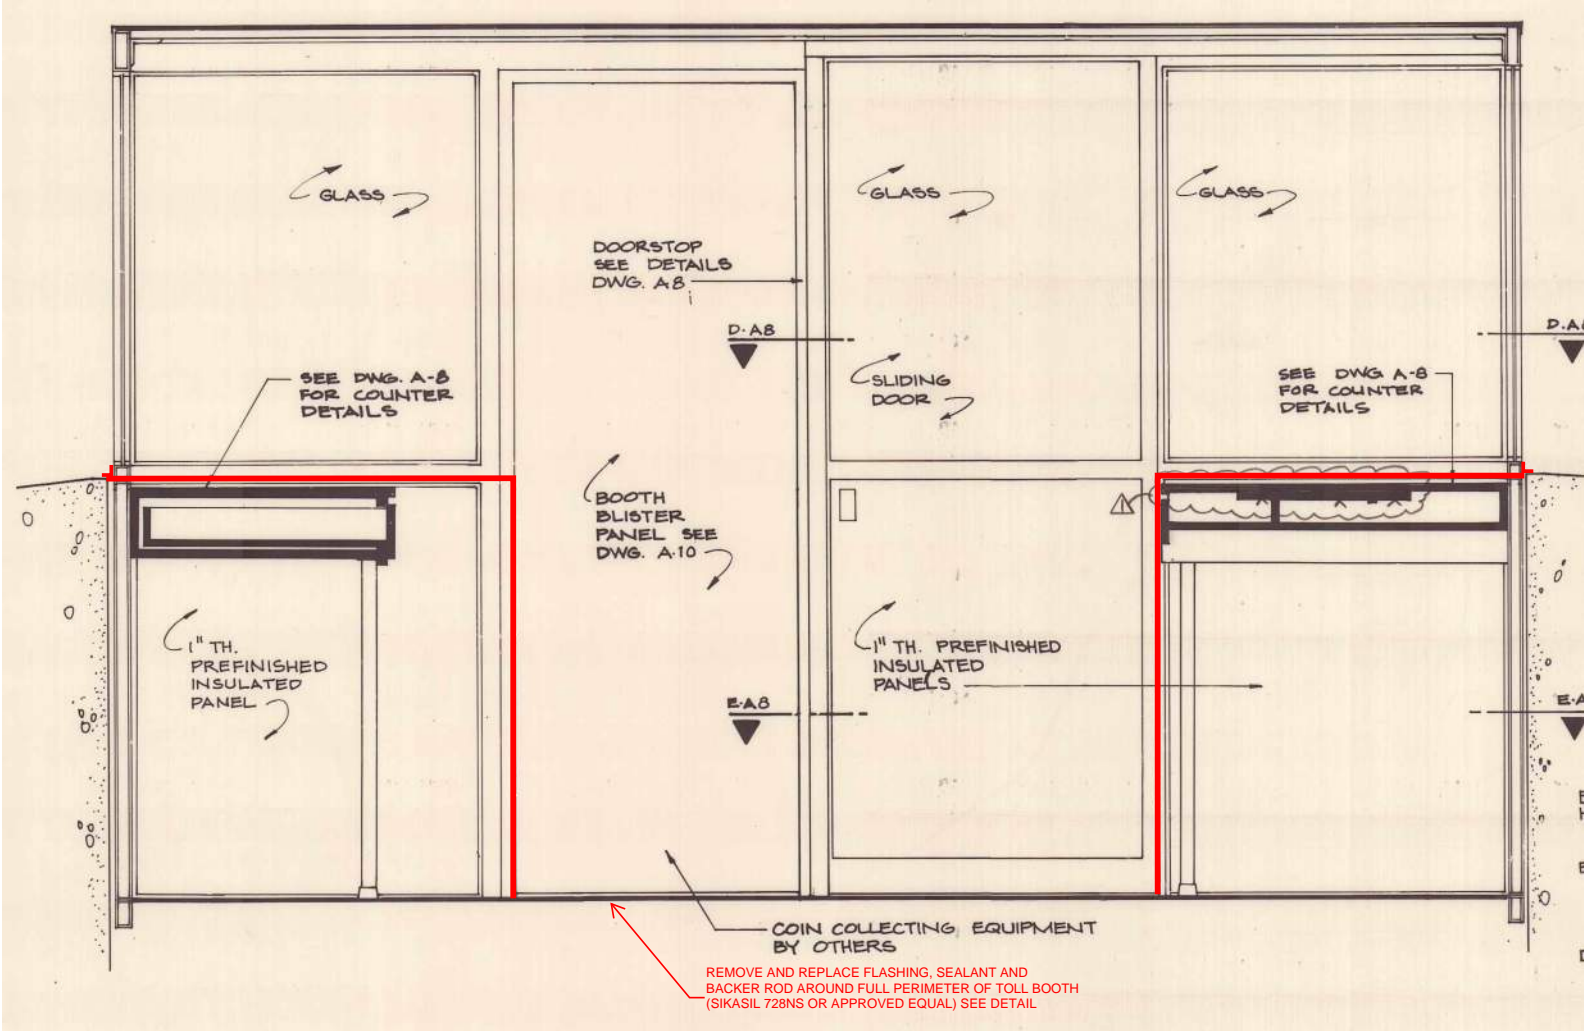 GLASS
GLASS
GLASS
DOORSTOP
SEE DETAILS
DWG. A8
D·A8
SEE DWG. A-8
FOR COUNTER
DETAILS
SLIDING
DOOR
SEE DWG A-8
FOR COUNTER
DETAILS
BOOTH
BLISTER
PANEL SEE
DWG. A·10
1" TH.
PREFINISHED
INSULATED
PANEL
1" TH. PREFINISHED
INSULATED
PANELS
E·A8
COIN COLLECTING EQUIPMENT
BY OTHERS
REMOVE AND REPLACE FLASHING, SEALANT AND
BACKER ROD AROUND FULL PERIMETER OF TOLL BOOTH
(SIKASIL 728NS OR APPROVED EQUAL) SEE DETAIL